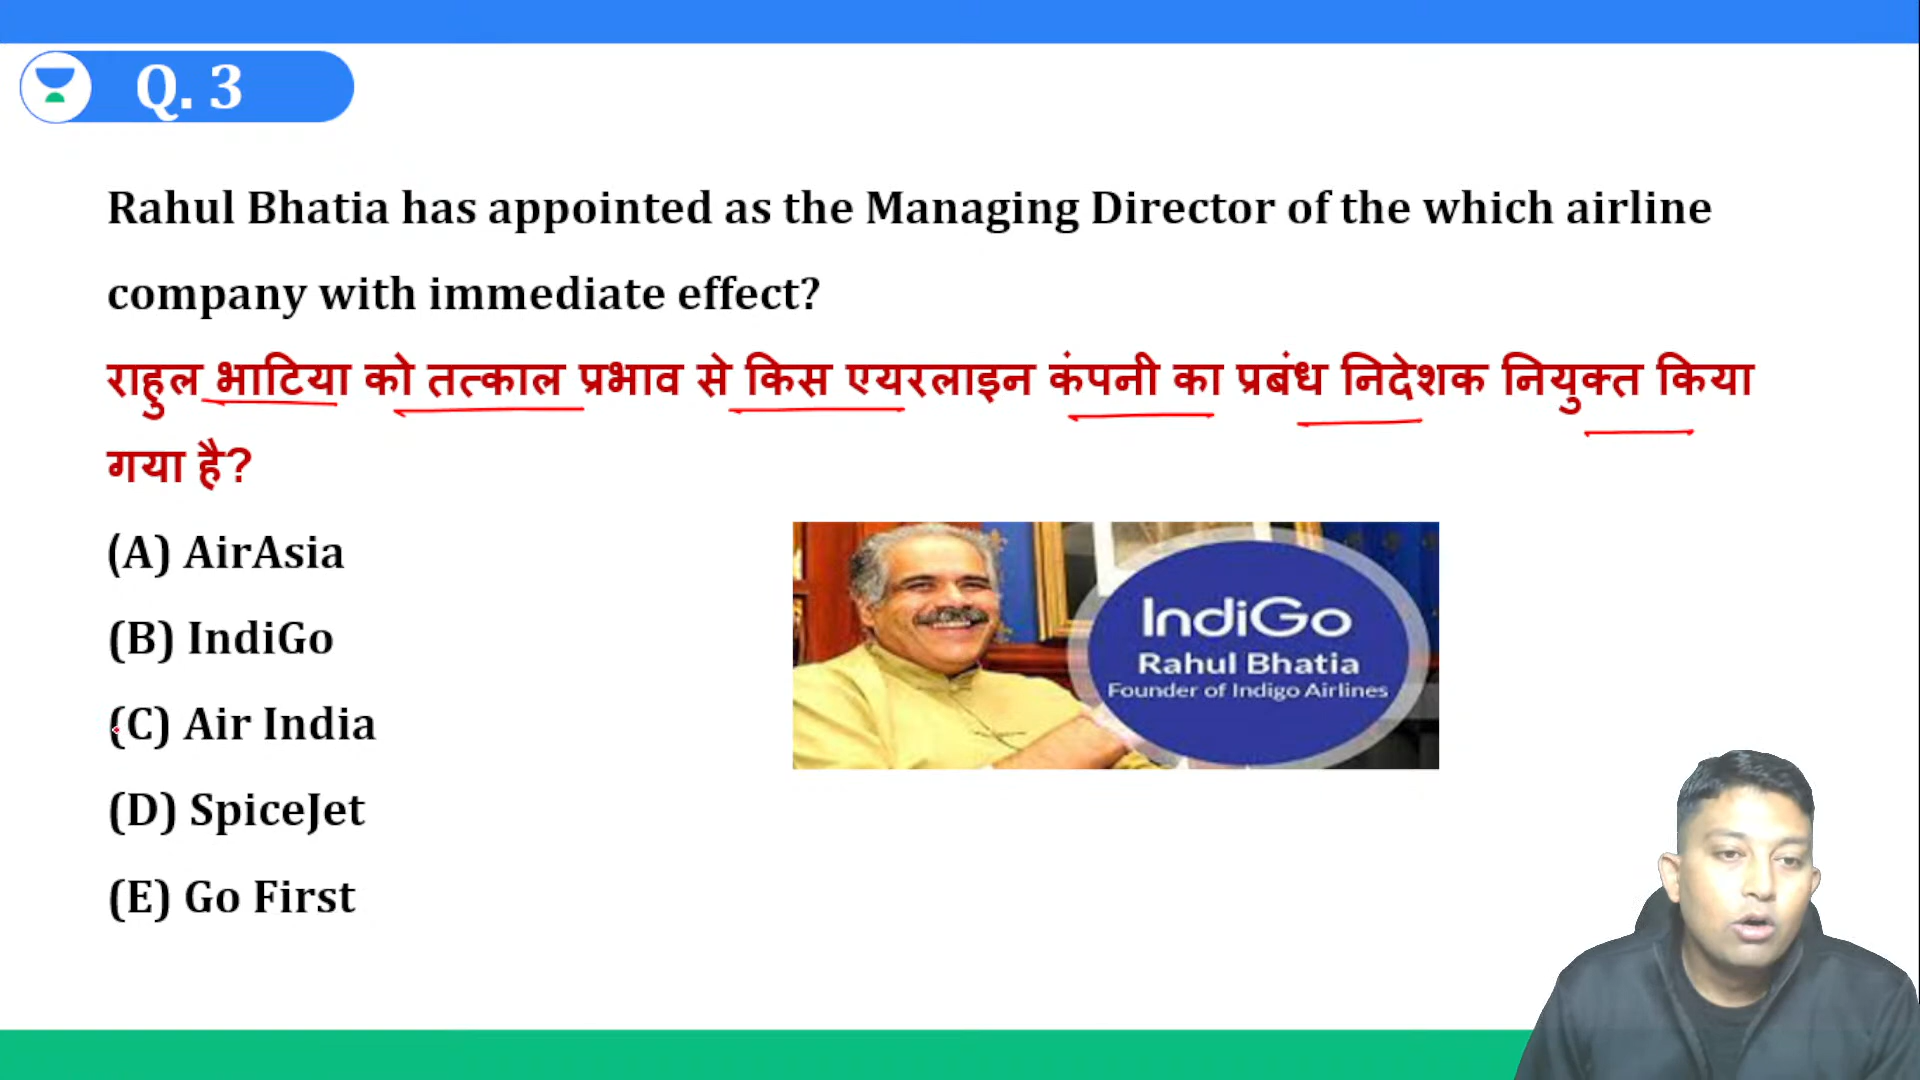 Q. 3
Rahul Bhatia has appointed as the Managing Director of the which airline
company with immediate effect?
राहुल भाटिया को तत्काल प्रभाव से किस एयरलाइन कंपनी का प्रबंध निदेशक नियुक्त किया
गया है?
(A) AirAsia
(B) IndiGo
(C) Air India
(D) SpiceJet
(E) Go First
IndiGo
Rahul Bhatia
Founder of Indigo Airlines